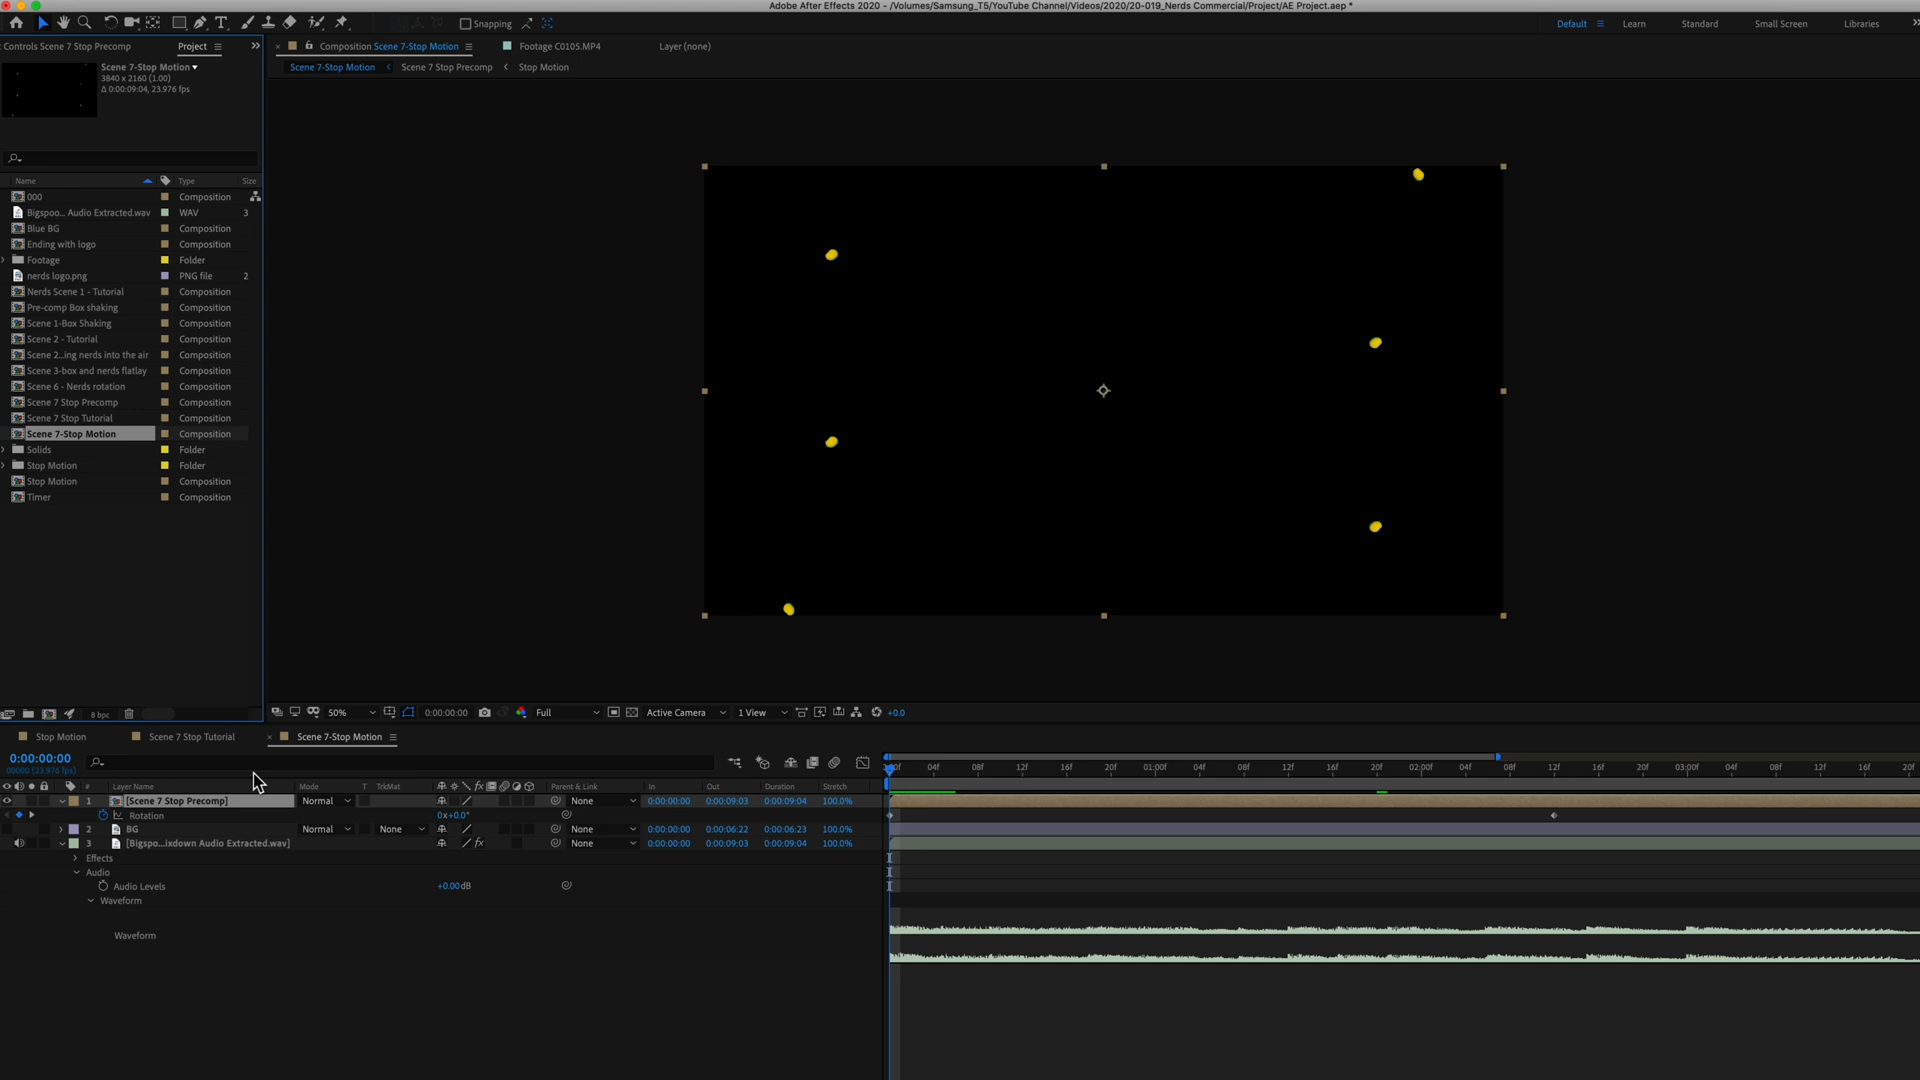 Adobe After Effects 2020 - /Volumes/Samsung_T5/YouTube Channel/Videos/2020/20-019_Nerds Commercial/Project/AE Project.aep *
Snapping
Default
Learn
Standard
Small Screen
Libraries
Controls Scene 7 Stop Precomp
Project
Composition Scene 7-Stop Motion
Footage C0105.MP4
Layer (none)
Scene 7-Stop Motion
Scene 7 Stop Precomp
Stop Motion
Scene 7-Stop Motion
3840 x 2160 (1.00)
Δ 0:00:09:04, 23.976 fps
Name Type Size
000 Composition
Bigspoo... Audio Extracted.wav WAV 3
Blue BG Composition
Ending with logo Composition
Footage Folder
nerds logo.png PNG file 2
Nerds Scene 1 - Tutorial Composition
Pre-comp Box shaking Composition
Scene 1-Box Shaking Composition
Scene 2 - Tutorial Composition
Scene 2...ing nerds into the air Composition
Scene 3-box and nerds flatlay Composition
Scene 6 - Nerds rotation Composition
Scene 7 Stop Precomp Composition
Scene 7 Stop Tutorial Composition
Scene 7-Stop Motion Composition
Solids Folder
Stop Motion Folder
Stop Motion Composition
Timer Composition
8 bpc
50% 0:00:00:00 Full Active Camera 1 View +0.0
Stop Motion
Scene 7 Stop Tutorial
Scene 7-Stop Motion
0:00:00:00
00000 (23.976 fps)
04f 08f 12f 16f 20f 01:00f 04f 08f 12f 16f 20f 02:00f 04f 08f 12f 16f 20f 03:00f 04f 08f 12f 16f 20f
# Layer Name Mode T TrkMat Parent & Link In Out Duration Stretch
1 [Scene 7 Stop Precomp] Normal None 0:00:00:00 0:00:09:03 0:00:09:04 100.0%
Rotation 0x+0.0°
2 BG Normal None None 0:00:00:00 0:00:06:22 0:00:06:23 100.0%
3 [Bigspo...ixdown Audio Extracted.wav] None 0:00:00:00 0:00:09:03 0:00:09:04 100.0%
Effects
Audio
Audio Levels +0.00 dB
Waveform
Waveform